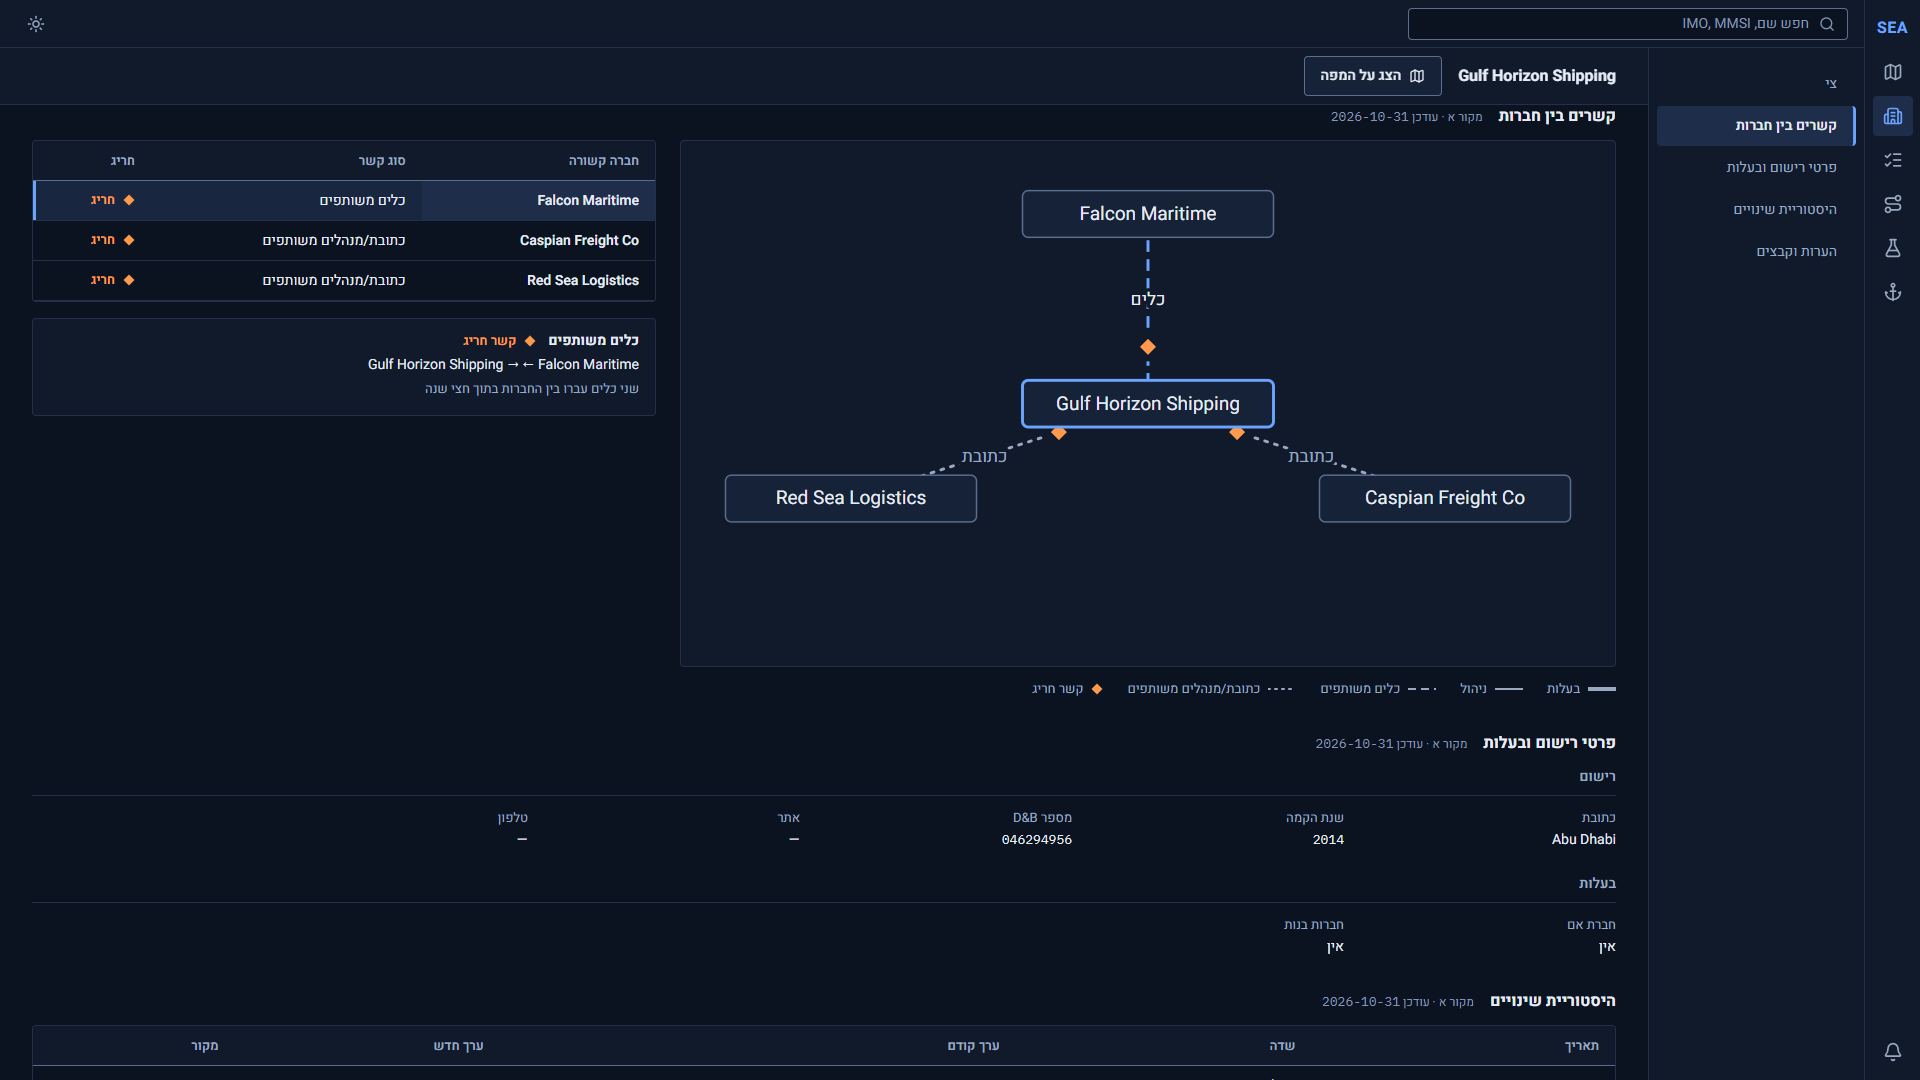 SEA
חפש שם, IMO, MMSI
צי
קשרים בין חברות
פרטי רישום ובעלות
היסטוריית שינויים
הערות וקבצים
Gulf Horizon Shipping
הצג על המפה
קשרים בין חברות
מקור א · עודכן 2026-10-31
Falcon Maritime
כלים
Gulf Horizon Shipping
כתובת
כתובת
Caspian Freight Co
Red Sea Logistics
בעלות
ניהול
כלים משותפים
כתובת/מנהלים משותפים
קשר חריג
חברה קשורה סוג קשר חריג
Falcon Maritime כלים משותפים חריג
Caspian Freight Co כתובת/מנהלים משותפים חריג
Red Sea Logistics כתובת/מנהלים משותפים חריג
כלים משותפים קשר חריג
Gulf Horizon Shipping →← Falcon Maritime
שני כלים עברו בין החברות בתוך חצי שנה
פרטי רישום ובעלות
מקור א · עודכן 2026-10-31
רישום
כתובת שנת הקמה מספר D&B אתר טלפון
Abu Dhabi 2014 046294956 — —
בעלות
חברת אם חברות בנות
אין אין
היסטוריית שינויים
מקור א · עודכן 2026-10-31
תאריך שדה ערך קודם ערך חדש מקור